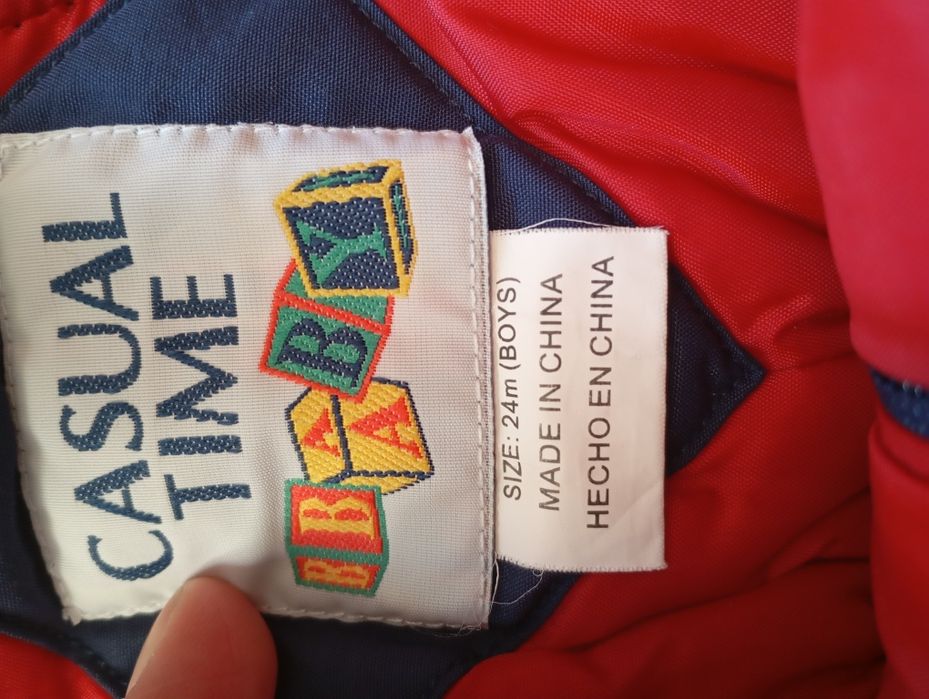 CASUAL
TIME
BABY
SIZE: 24m (BOYS)
MADE IN CHINA
HECHO EN CHINA